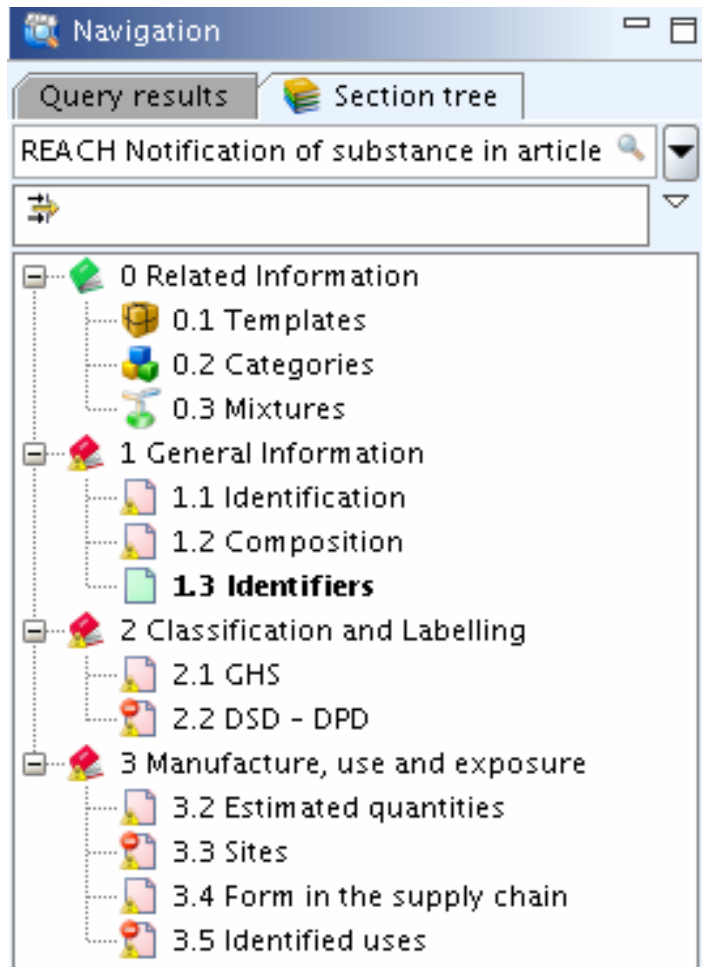 Navigation
Query results Section tree
REACH Notification of substance in article
0 Related Information
0.1 Templates
0.2 Categories
0.3 Mixtures
1 General Information
1.1 Identification
1.2 Composition
1.3 Identifiers
2 Classification and Labelling
2.1 GHS
2.2 DSD - DPD
3 Manufacture, use and exposure
3.2 Estimated quantities
3.3 Sites
3.4 Form in the supply chain
3.5 Identified uses